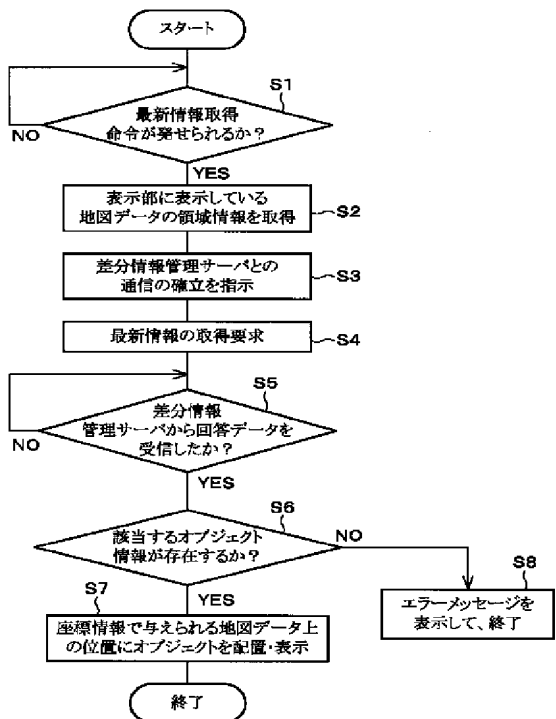 スタート
S1
最新情報取得
命令が発せられるか？
NO
YES
表示部に表示している
地図データの領域情報を取得
S2
差分情報管理サーバとの
通信の確立を指示
S3
最新情報の取得要求
S4
S5
差分情報
管理サーバから回答データを
受信したか？
NO
YES
S6
該当するオブジェクト
情報が存在するか？
NO
YES
S7
座標情報で与えられる地図データ上
の位置にオブジェクトを配置・表示
S8
エラーメッセージを
表示して、終了
終了